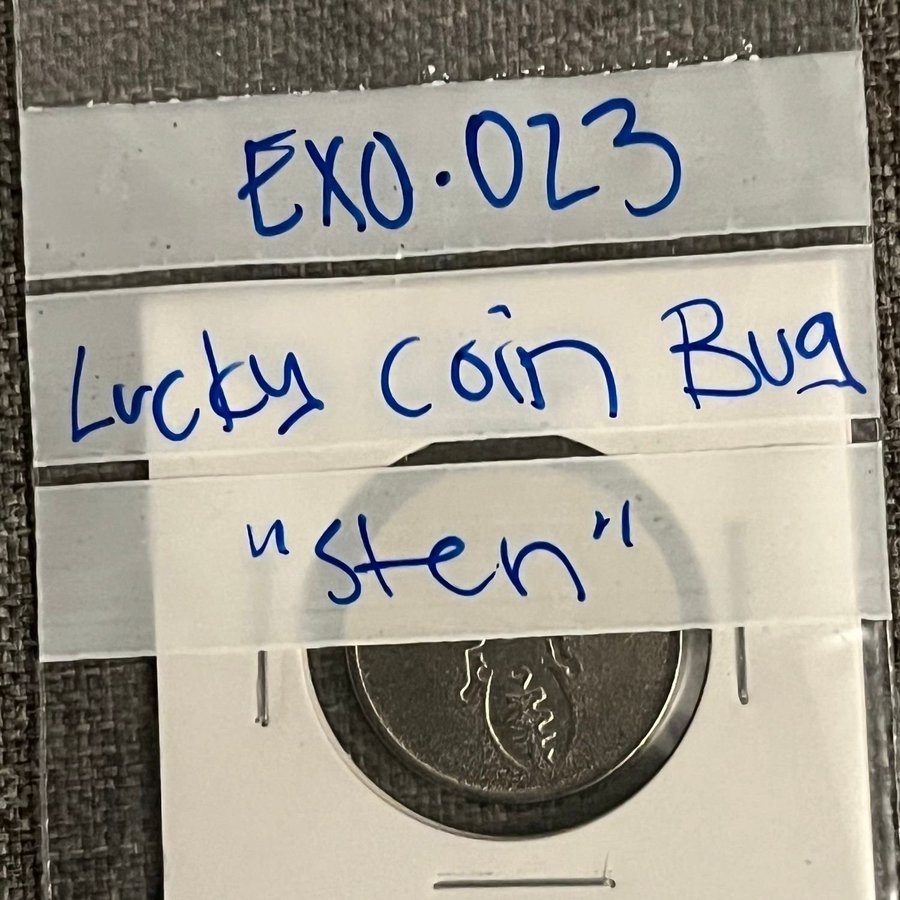 EXO.023
Lucky Coin Bug
"Sten"